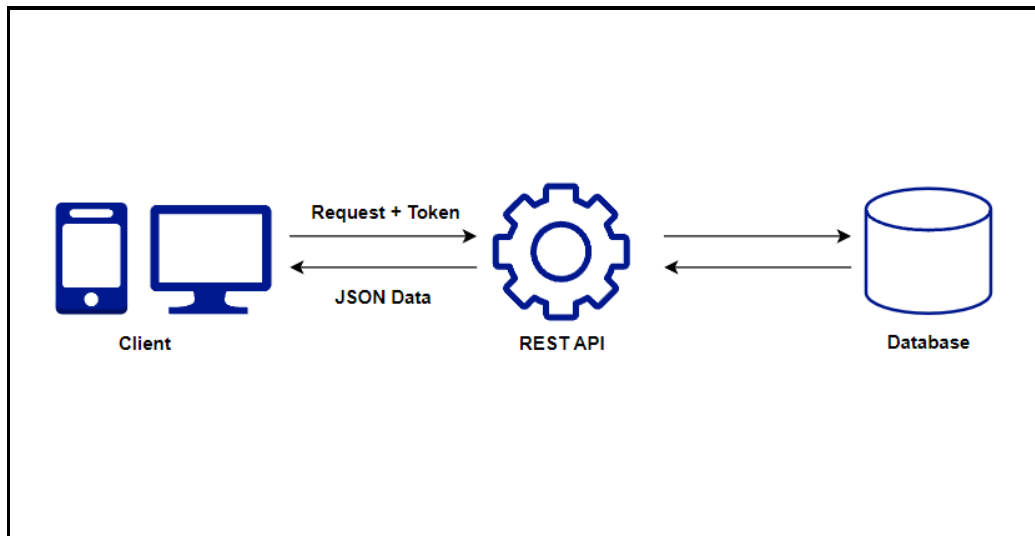 Request + Token
JSON Data
Client
REST API
Database